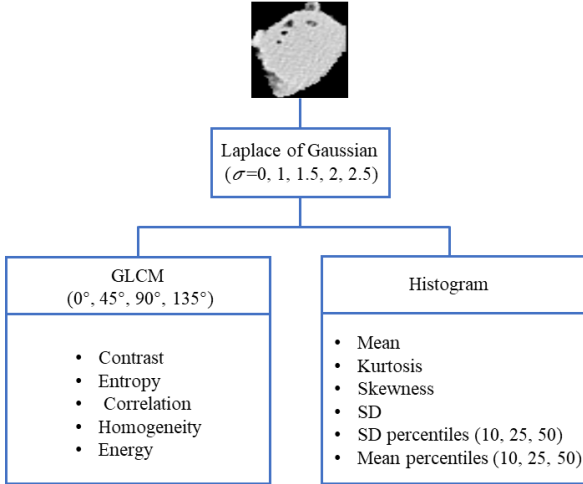 Laplace of Gaussian
(σ=0, 1, 1.5, 2, 2.5)
GLCM
(0°, 45°, 90°, 135°)
• Contrast
• Entropy
• Correlation
• Homogeneity
• Energy
Histogram
• Mean
• Kurtosis
• Skewness
• SD
• SD percentiles (10, 25, 50)
• Mean percentiles (10, 25, 50)